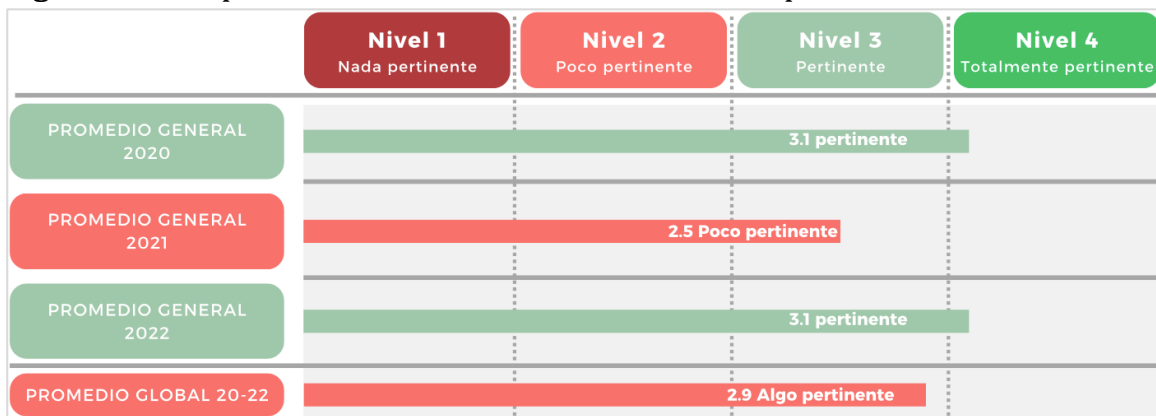 Nivel 1
Nada pertinente
Nivel 2
Poco pertinente
Nivel 3
Pertinente
Nivel 4
Totalmente pertinente
PROMEDIO GENERAL
2020
3.1 pertinente
PROMEDIO GENERAL
2021
2.5 Poco pertinente
PROMEDIO GENERAL
2022
3.1 pertinente
PROMEDIO GLOBAL 20-22
2.9 Algo pertinente